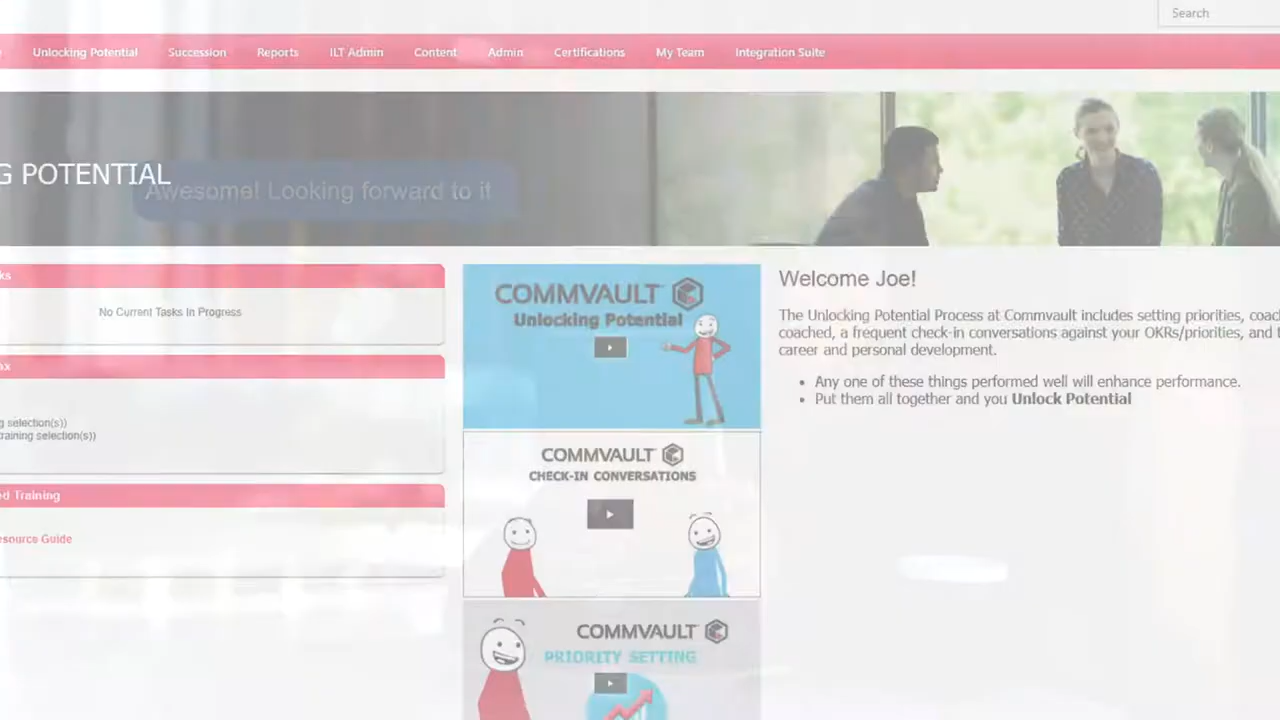 Search
Unlocking Potential Succession Reports ILT Admin Content Admin Certifications My Team Integration Suite
G POTENTIAL
Awesome! Looking forward to it
ks
No Current Tasks In Progress
ox
g selection(s))
raining selection(s))
ed Training
esource Guide
COMMVAULT
Unlocking Potential
COMMVAULT
CHECK-IN CONVERSATIONS
COMMVAULT
PRIORITY SETTING
Welcome Joe!
The Unlocking Potential Process at Commvault includes setting priorities, coac
coached, a frequent check-in conversations against your OKRs/priorities, and
career and personal development.
• Any one of these things performed well will enhance performance.
• Put them all together and you Unlock Potential